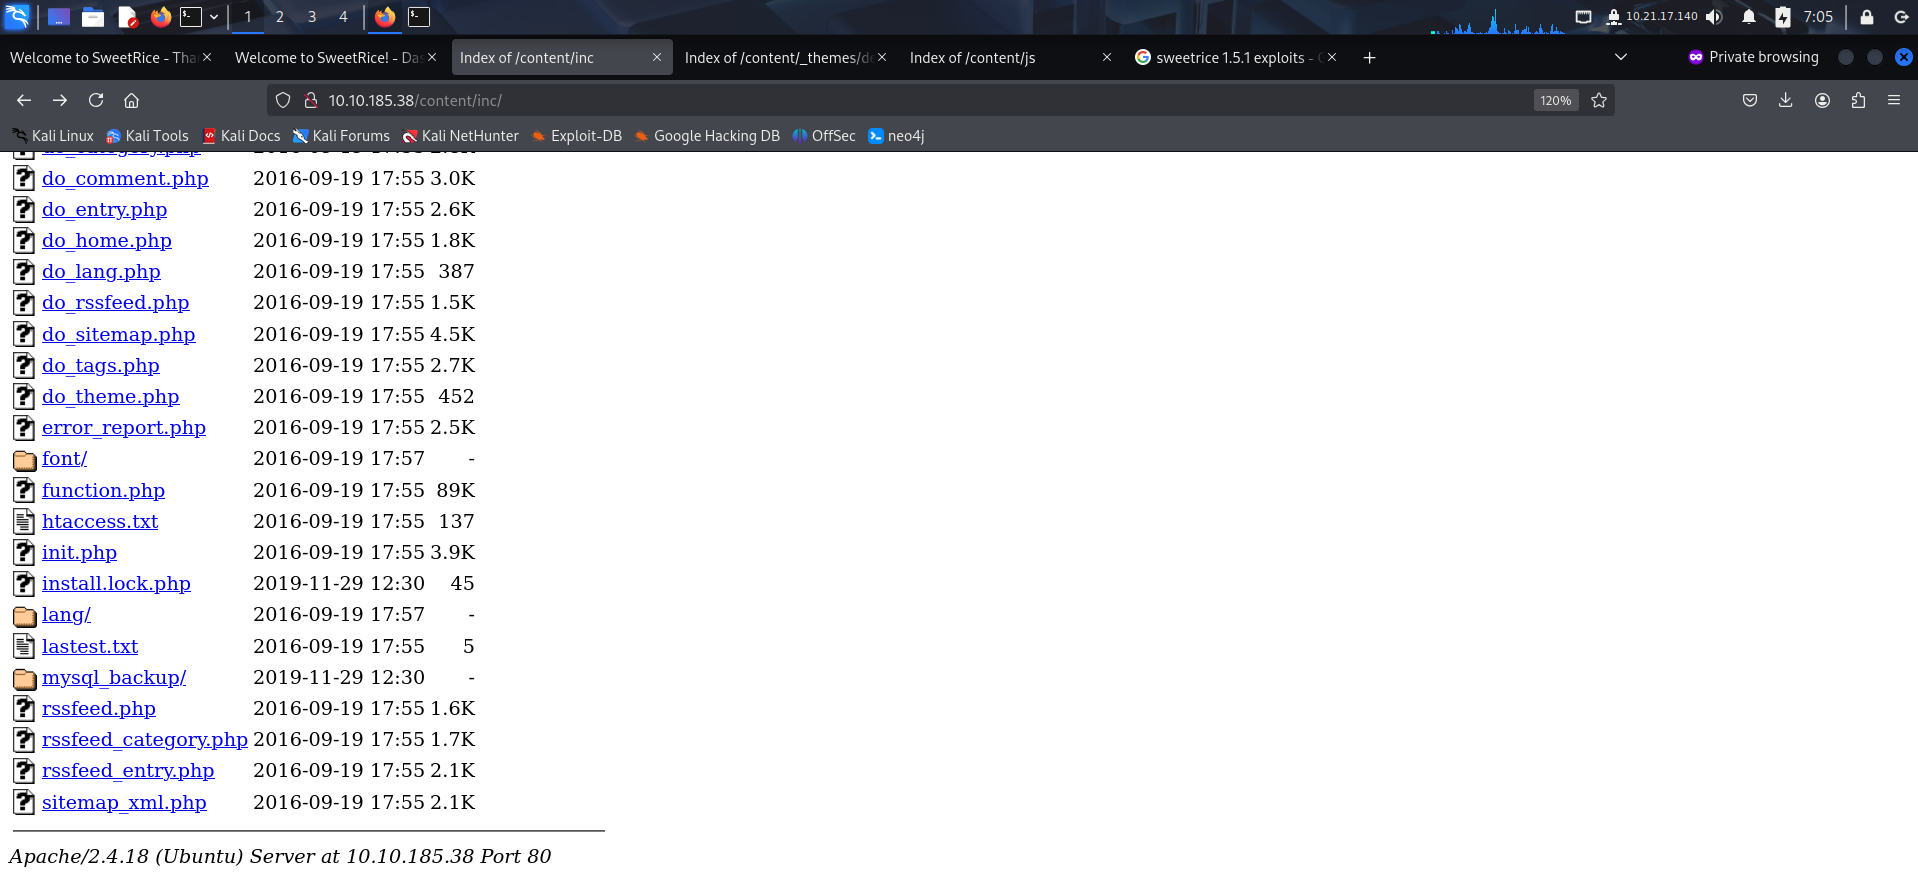 1 2 3 4 10.21.17.140 7:05
Welcome to SweetRice - Tha Welcome to SweetRice! - Das Index of /content/inc Index of /content/_themes/de Index of /content/js sweetrice 1.5.1 exploits - Private browsing
10.10.185.38/content/inc/ 120%
Kali Linux Kali Tools Kali Docs Kali Forums Kali NetHunter Exploit-DB Google Hacking DB OffSec neo4j
do_comment.php 2016-09-19 17:55 3.0K
do_entry.php 2016-09-19 17:55 2.6K
do_home.php 2016-09-19 17:55 1.8K
do_lang.php 2016-09-19 17:55 387
do_rssfeed.php 2016-09-19 17:55 1.5K
do_sitemap.php 2016-09-19 17:55 4.5K
do_tags.php 2016-09-19 17:55 2.7K
do_theme.php 2016-09-19 17:55 452
error_report.php 2016-09-19 17:55 2.5K
font/ 2016-09-19 17:57 -
function.php 2016-09-19 17:55 89K
htaccess.txt 2016-09-19 17:55 137
init.php 2016-09-19 17:55 3.9K
install.lock.php 2019-11-29 12:30 45
lang/ 2016-09-19 17:57 -
lastest.txt 2016-09-19 17:55 5
mysql_backup/ 2019-11-29 12:30 -
rssfeed.php 2016-09-19 17:55 1.6K
rssfeed_category.php 2016-09-19 17:55 1.7K
rssfeed_entry.php 2016-09-19 17:55 2.1K
sitemap_xml.php 2016-09-19 17:55 2.1K
Apache/2.4.18 (Ubuntu) Server at 10.10.185.38 Port 80